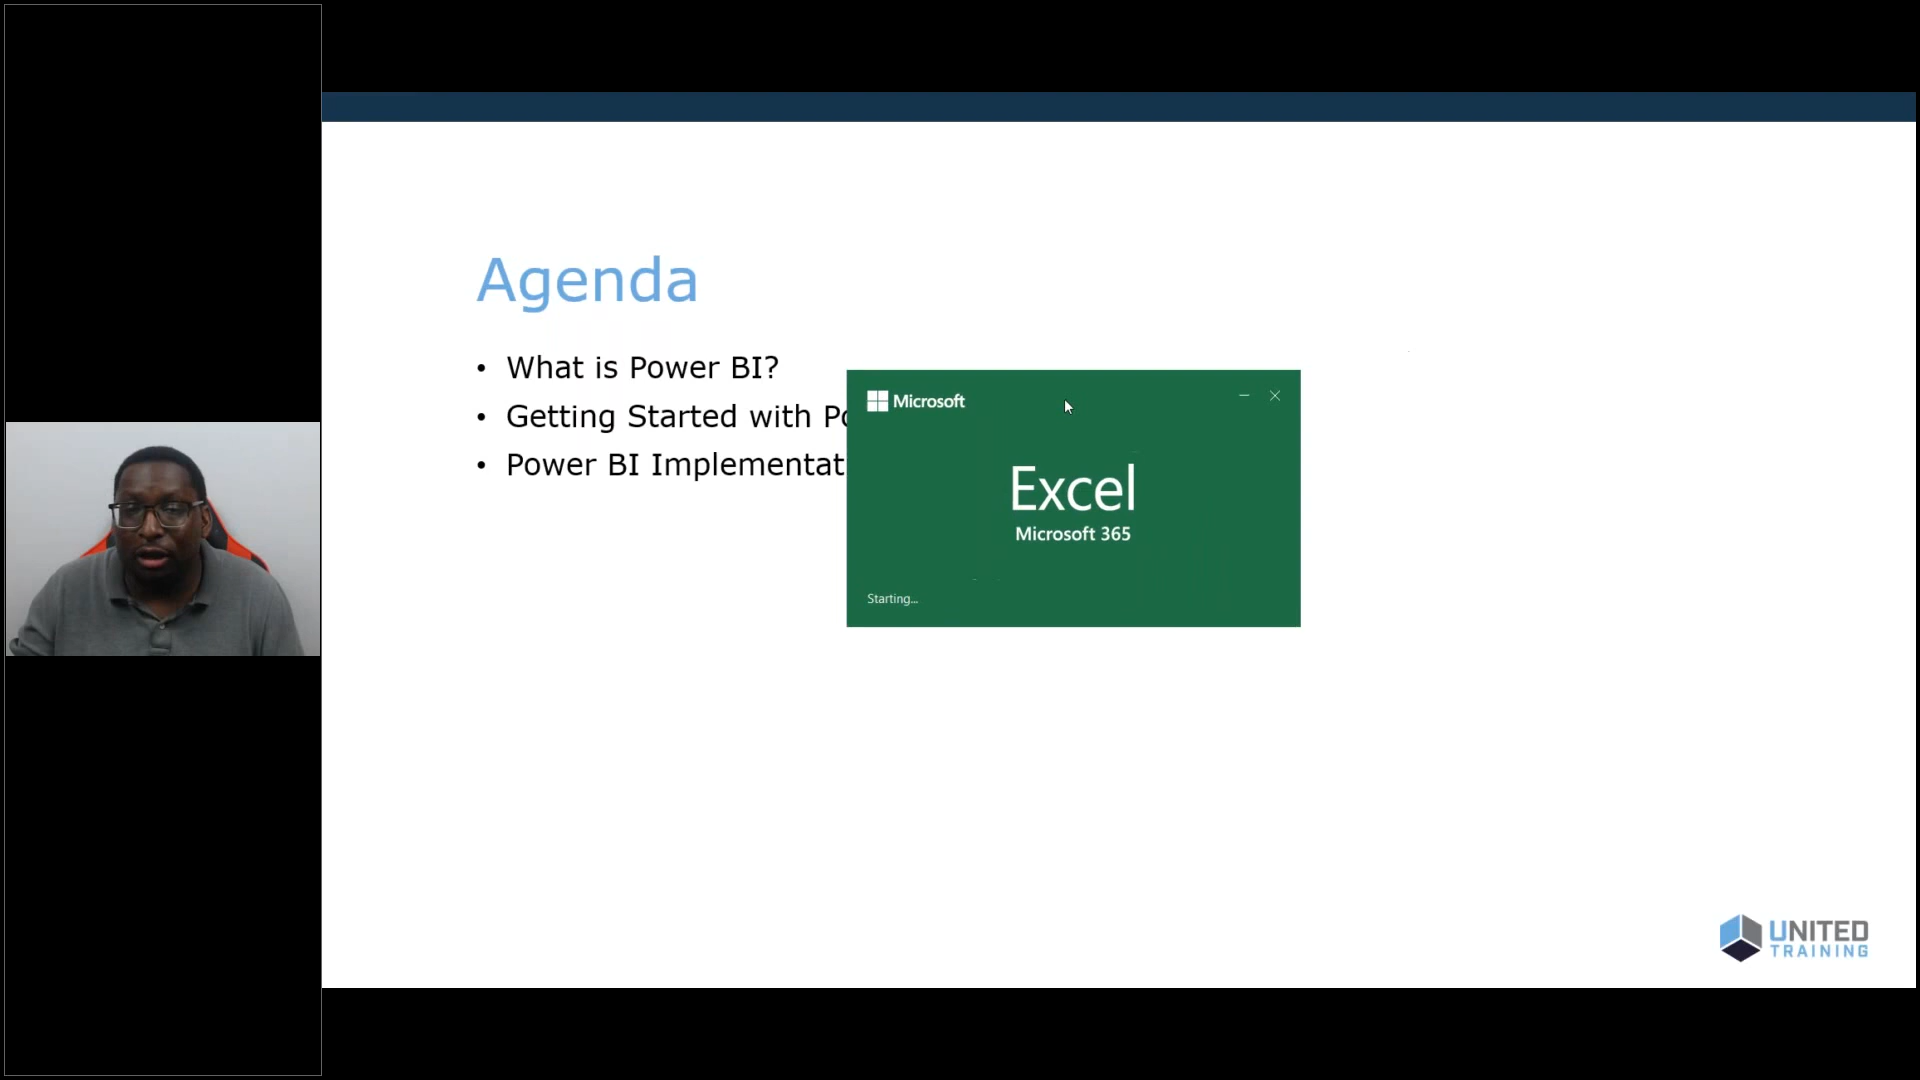 Agenda
• What is Power BI?
• Getting Started with Po
• Power BI Implementat
Microsoft
Excel
Microsoft 365
Starting...
UNITED
TRAINING